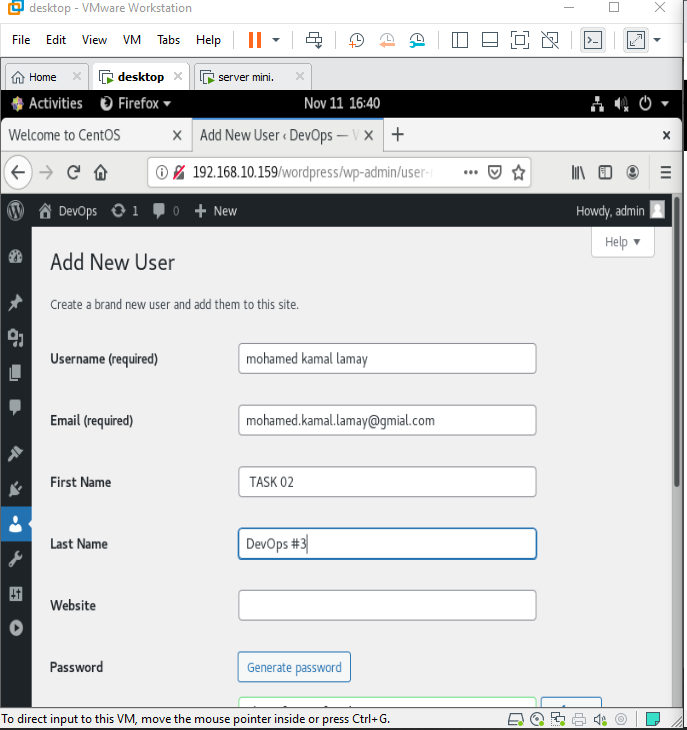 desktop - VMware Workstation
File Edit View VM Tabs Help
Home desktop server mini.
Activities Firefox Nov 11 16:40
Welcome to CentOS Add New User ‹ DevOps —
192.168.10.159/wordpress/wp-admin/user-
DevOps 1 0 New Howdy, admin
Help
Add New User
Create a brand new user and add them to this site.
Username (required) mohamed kamal lamay
Email (required) mohamed.kamal.lamay@gmial.com
First Name TASK 02
Last Name DevOps #3
Website
Password Generate password
To direct input to this VM, move the mouse pointer inside or press Ctrl+G.